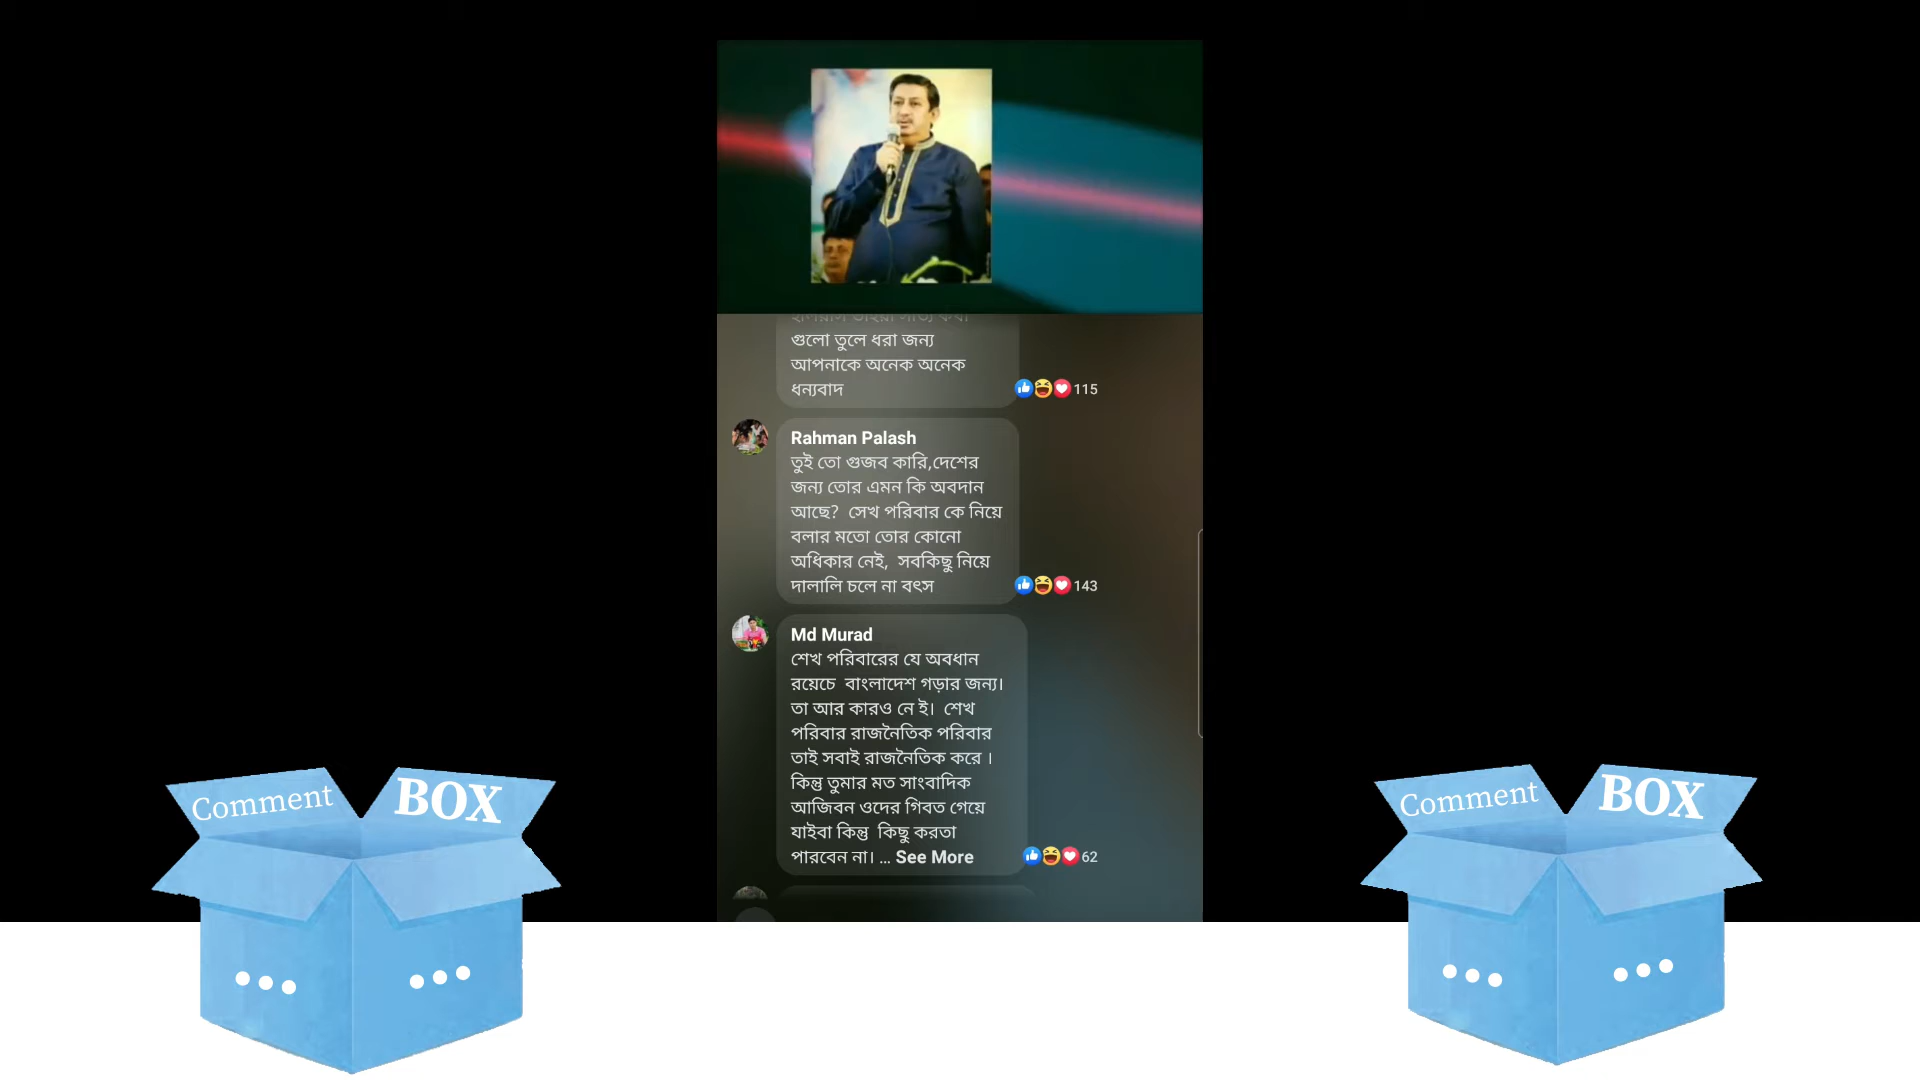 গুলো তুলে ধরা জন্য
আপনাকে অনেক অনেক
ধন্যবাদ
115
Rahman Palash
তুই তো গুজব কারি,দেশের
জন্য তোর এমন কি অবদান
আছে? সেখ পরিবার কে নিয়ে
বলার মতো তোর কোনো
অধিকার নেই, সবকিছু নিয়ে
দালালি চলে না বৎস
143
Md Murad
শেখ পরিবারের যে অবধান
রয়েচে বাংলাদেশ গড়ার জন্য।
তা আর কারও নে ই। শেখ
পরিবার রাজনৈতিক পরিবার
তাই সবাই রাজনৈতিক করে ।
কিন্তু তুমার মত সাংবাদিক
আজিবন ওদের গিবত গেয়ে
যাইবা কিন্তু কিছু করতা
পারবেন না। ... See More
62
Comment BOX
Comment BOX